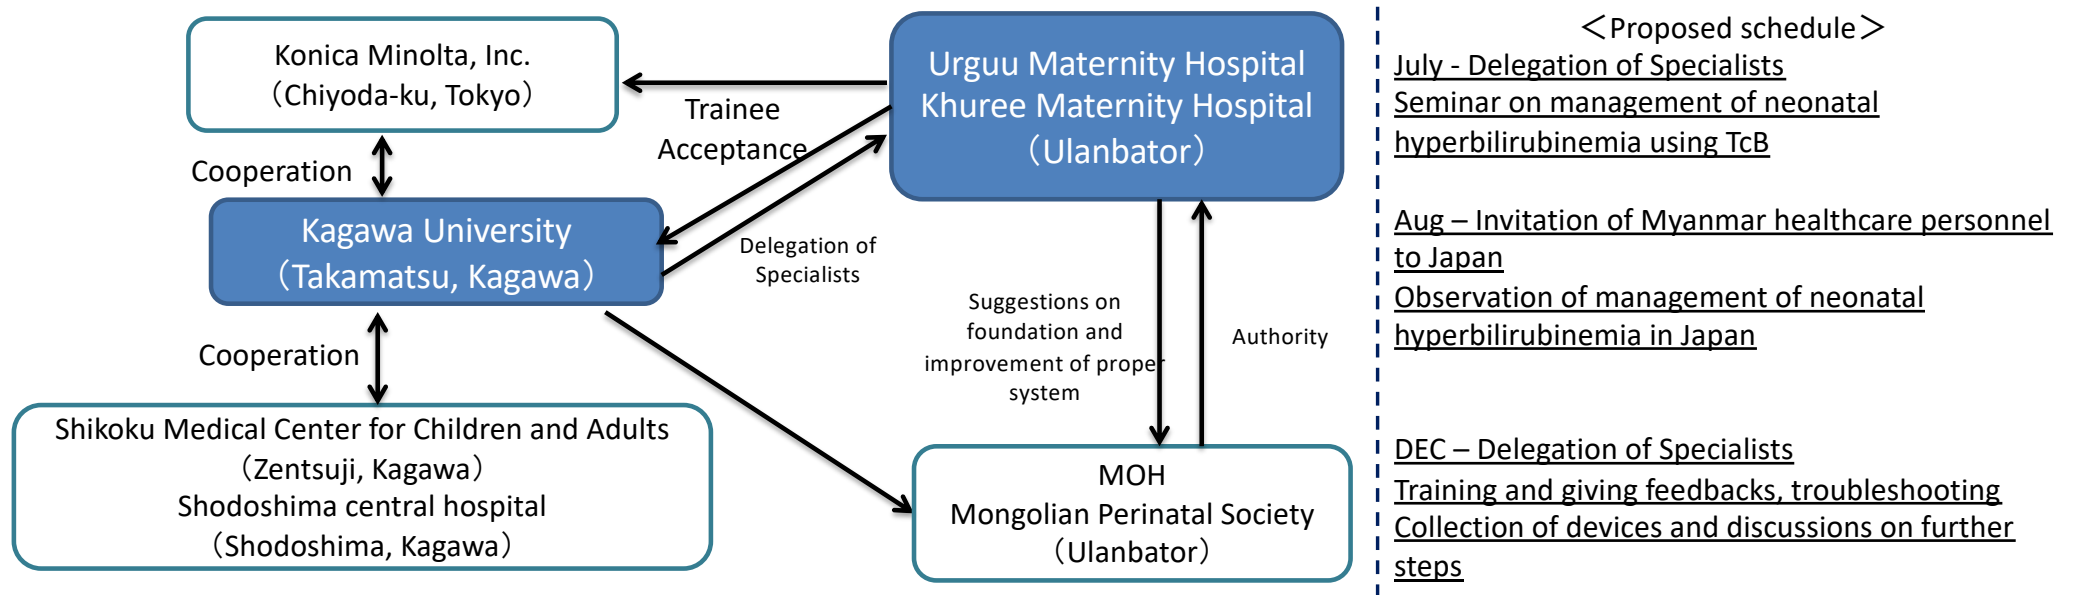 Konica Minolta, Inc.
（Chiyoda-ku, Tokyo）
Cooperation
Kagawa University
（Takamatsu, Kagawa）
Cooperation
Shikoku Medical Center for Children and Adults
（Zentsuji, Kagawa）
Shodoshima central hospital
（Shodoshima, Kagawa）
Trainee
Acceptance
Delegation of
Specialists
Urguu Maternity Hospital
Khuree Maternity Hospital
（Ulanbator）
Suggestions on
foundation and
improvement of proper
system
Authority
MOH
Mongolian Perinatal Society
（Ulanbator）
＜Proposed schedule＞
July - Delegation of Specialists
Seminar on management of neonatal
hyperbilirubinemia using TcB
Aug – Invitation of Myanmar healthcare personnel
to Japan
Observation of management of neonatal
hyperbilirubinemia in Japan
DEC – Delegation of Specialists
Training and giving feedbacks, troubleshooting
Collection of devices and discussions on further
steps